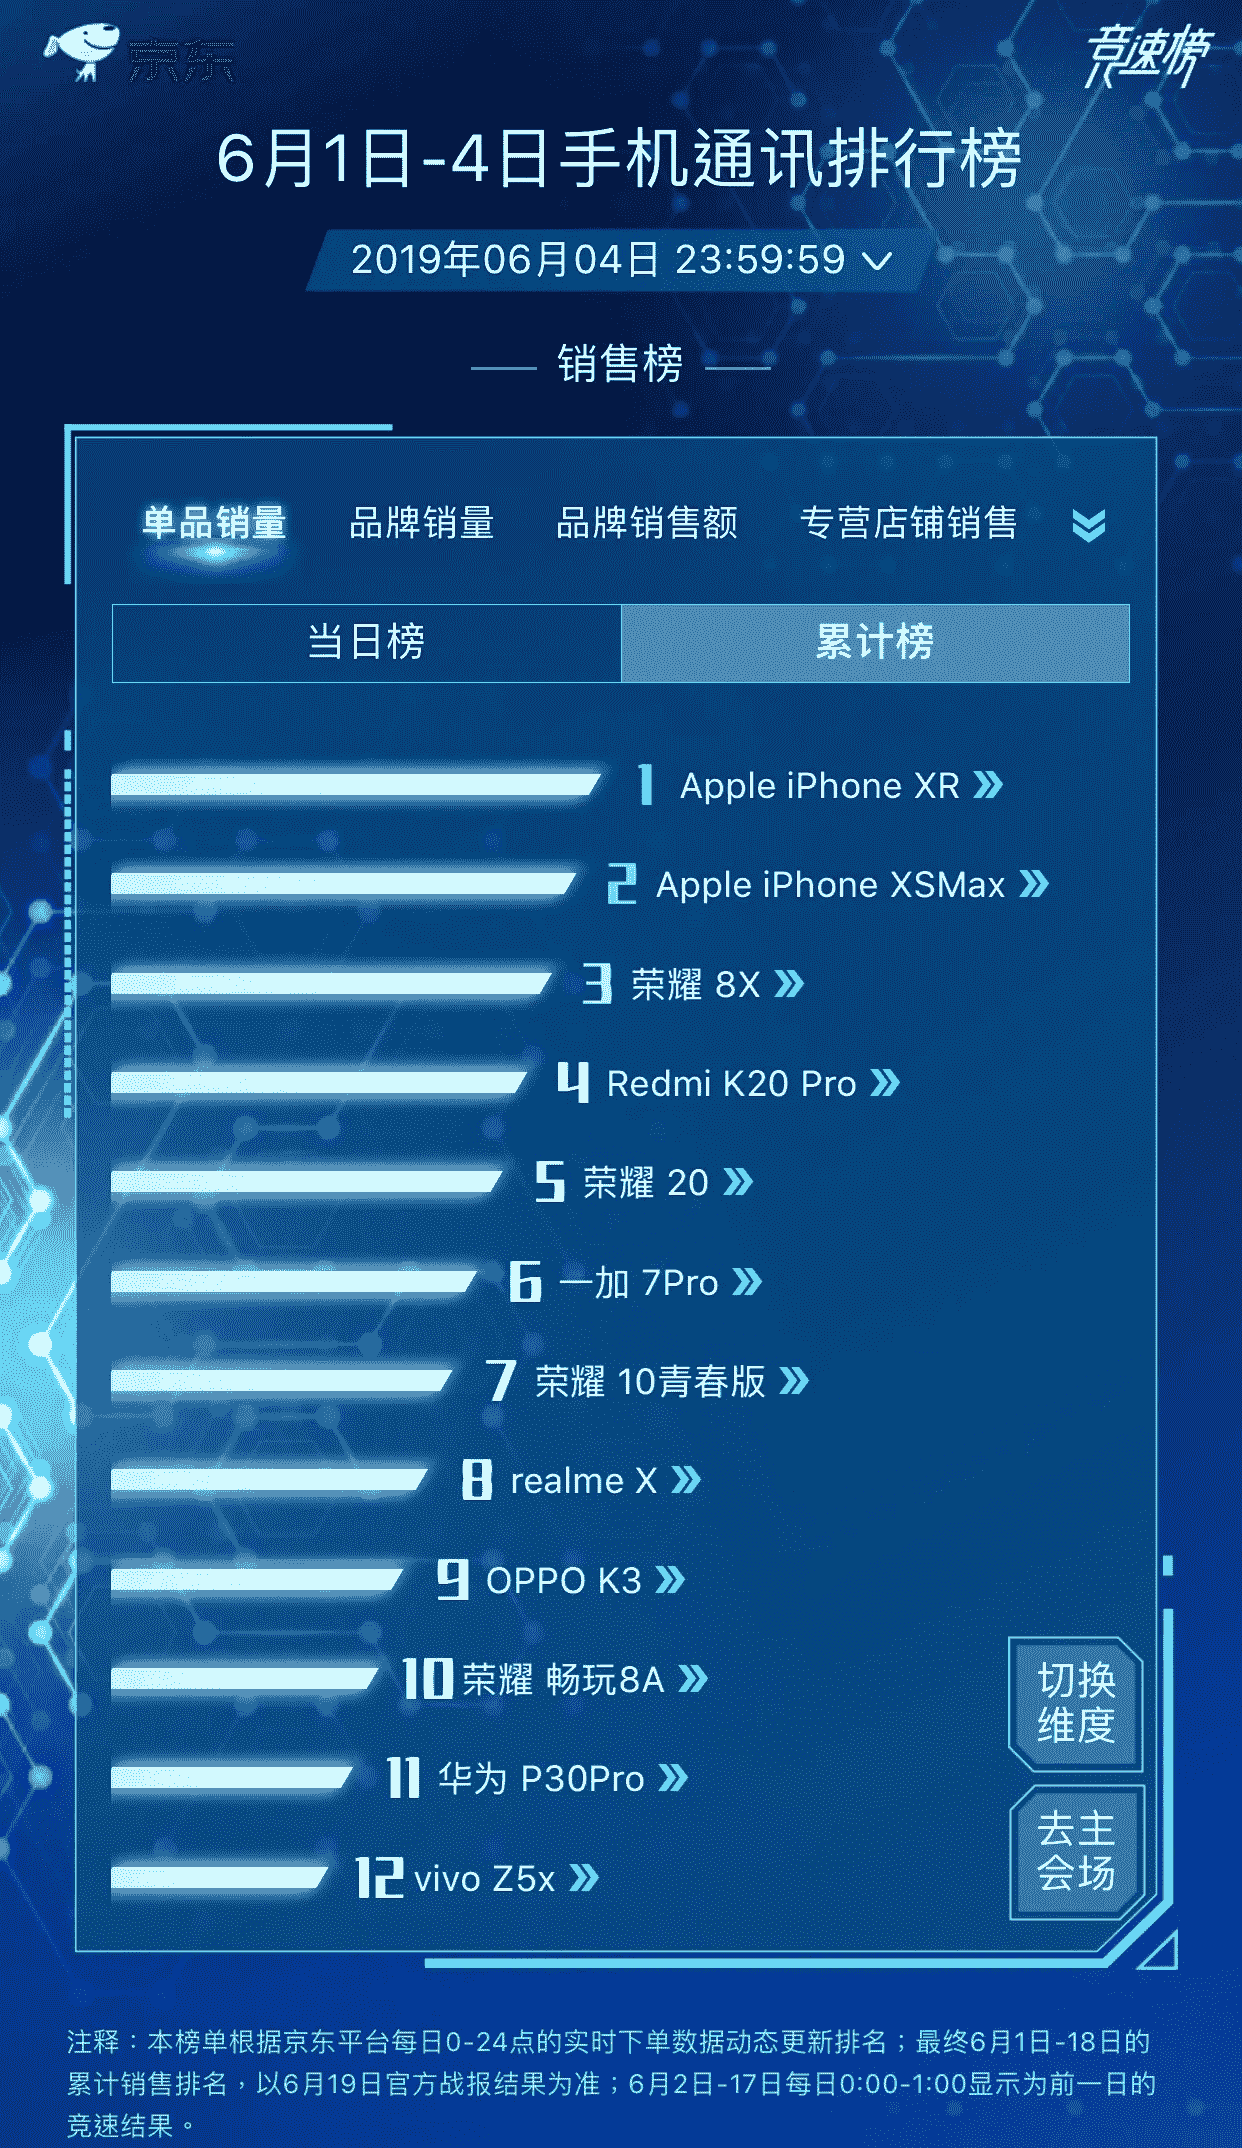 京东
竞速榜
6月1日-4日手机通讯排行榜
2019年06月04日 23:59:59
销售榜
单品销量 品牌销量 品牌销售额 专营店铺销售
当日榜 累计榜
1 Apple iPhone XR
2 Apple iPhone XSMax
3 荣耀 8X
4 Redmi K20 Pro
5 荣耀 20
6 一加 7Pro
7 荣耀 10青春版
8 realme X
9 OPPO K3
10 荣耀 畅玩8A
11 华为 P30Pro
12 vivo Z5x
切换
维度
去主
会场
注释：本榜单根据京东平台每日0-24点的实时下单数据动态更新排名；最终6月1日-18日的
累计销售排名，以6月19日官方战报结果为准；6月2日-17日每日0:00-1:00显示为前一日的
竞速结果。